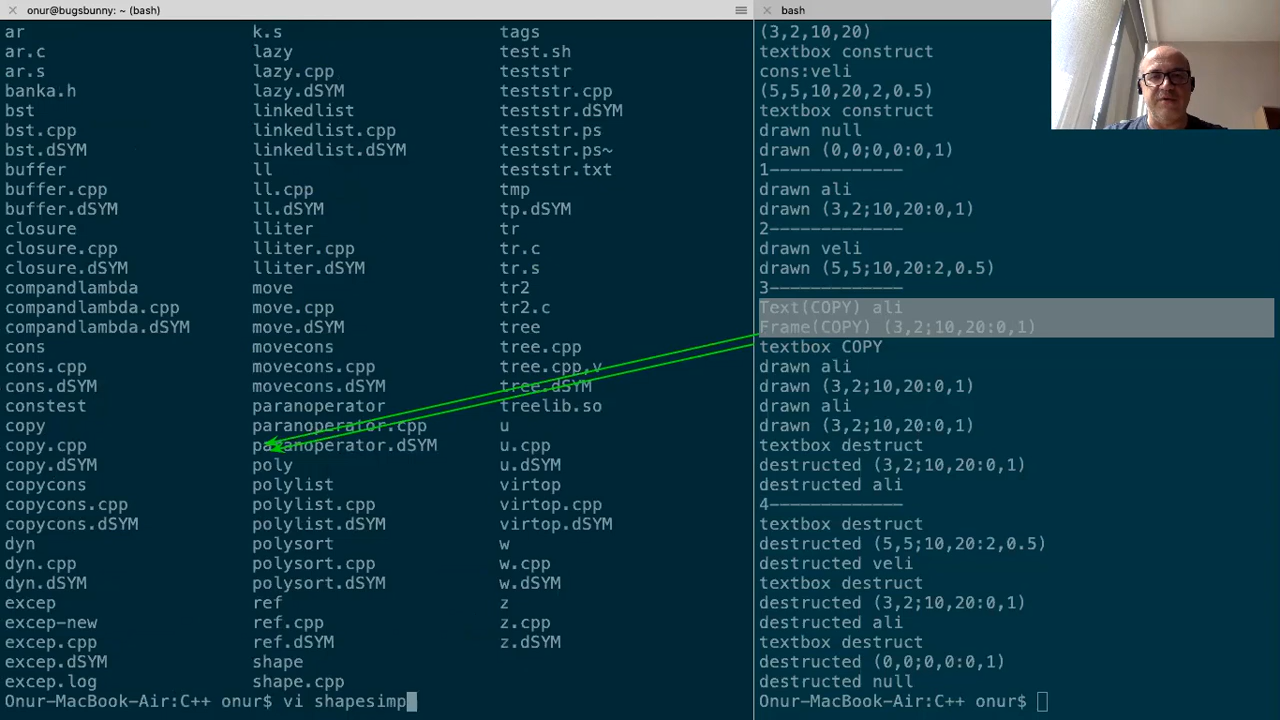 onur@bugsbunny: ~ (bash)
ar k.s tags
ar.c lazy test.sh
ar.s lazy.cpp teststr
banka.h lazy.dSYM teststr.cpp
bst linkedlist teststr.dSYM
bst.cpp linkedlist.cpp teststr.ps
bst.dSYM linkedlist.dSYM teststr.ps~
buffer ll teststr.txt
buffer.cpp ll.cpp tmp
buffer.dSYM ll.dSYM tp.dSYM
closure lliter tr
closure.cpp lliter.cpp tr.c
closure.dSYM lliter.dSYM tr.s
compandlambda move tr2
compandlambda.cpp move.cpp tr2.c
compandlambda.dSYM move.dSYM tree
cons movecons tree.cpp
cons.cpp movecons.cpp tree.cpp,v
cons.dSYM movecons.dSYM tree.dSYM
constest paranoperator treelib.so
copy paranoperator.cpp u
copy.cpp paranoperator.dSYM u.cpp
copy.dSYM poly u.dSYM
copycons polylist virtop
copycons.cpp polylist.cpp virtop.cpp
copycons.dSYM polylist.dSYM virtop.dSYM
dyn polysort w
dyn.cpp polysort.cpp w.cpp
dyn.dSYM polysort.dSYM w.dSYM
excep ref z
excep-new ref.cpp z.cpp
excep.cpp ref.dSYM z.dSYM
excep.dSYM shape
excep.log shape.cpp
Onur-MacBook-Air:C++ onur$ vi shapesimp
bash
(3,2,10,20)
textbox construct
cons:veli
(5,5,10,20,2,0.5)
textbox construct
drawn null
drawn (0,0;0,0:0,1)
1-------------
drawn ali
drawn (3,2;10,20:0,1)
2-------------
drawn veli
drawn (5,5;10,20:2,0.5)
3-------------
Text(COPY) ali
Frame(COPY) (3,2;10,20:0,1)
textbox COPY
drawn ali
drawn (3,2;10,20:0,1)
drawn ali
drawn (3,2;10,20:0,1)
textbox destruct
destructed (3,2;10,20:0,1)
destructed ali
4-------------
textbox destruct
destructed (5,5;10,20:2,0.5)
destructed veli
textbox destruct
destructed (3,2;10,20:0,1)
destructed ali
textbox destruct
destructed (0,0;0,0:0,1)
destructed null
Onur-MacBook-Air:C++ onur$